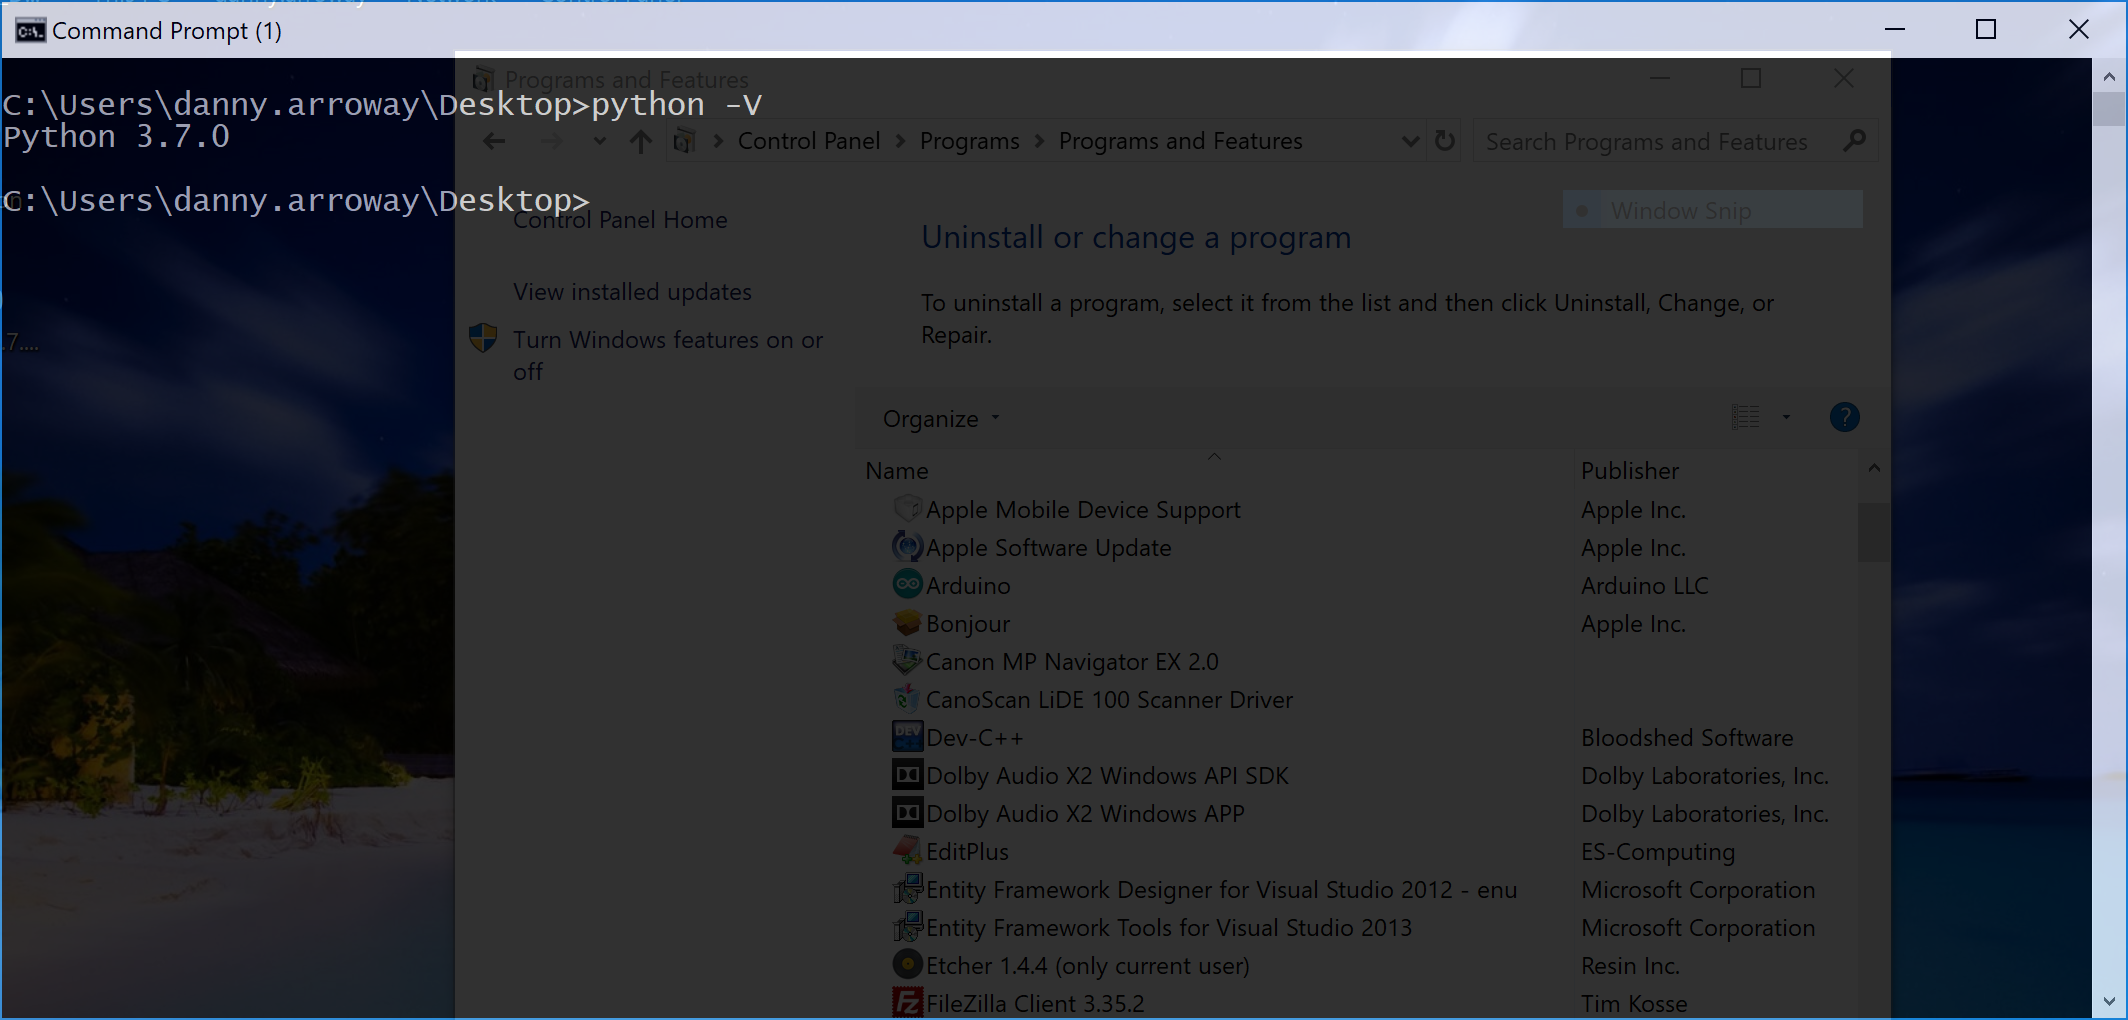 Command Prompt (1)
C:\Users\danny.arroway\Desktop>python -V
Python 3.7.0
C:\Users\danny.arroway\Desktop>
Programs and Features
Control Panel > Programs > Programs and Features
Search Programs and Features
Control Panel Home
View installed updates
Turn Windows features on or
off
Window Snip
Uninstall or change a program
To uninstall a program, select it from the list and then click Uninstall, Change, or
Repair.
Organize
Name Publisher
Apple Mobile Device Support Apple Inc.
Apple Software Update Apple Inc.
Arduino Arduino LLC
Bonjour Apple Inc.
Canon MP Navigator EX 2.0
CanoScan LiDE 100 Scanner Driver
Dev-C++ Bloodshed Software
Dolby Audio X2 Windows API SDK Dolby Laboratories, Inc.
Dolby Audio X2 Windows APP Dolby Laboratories, Inc.
EditPlus ES-Computing
Entity Framework Designer for Visual Studio 2012 - enu Microsoft Corporation
Entity Framework Tools for Visual Studio 2013 Microsoft Corporation
Etcher 1.4.4 (only current user) Resin Inc.
FileZilla Client 3.35.2 Tim Kosse
.7....